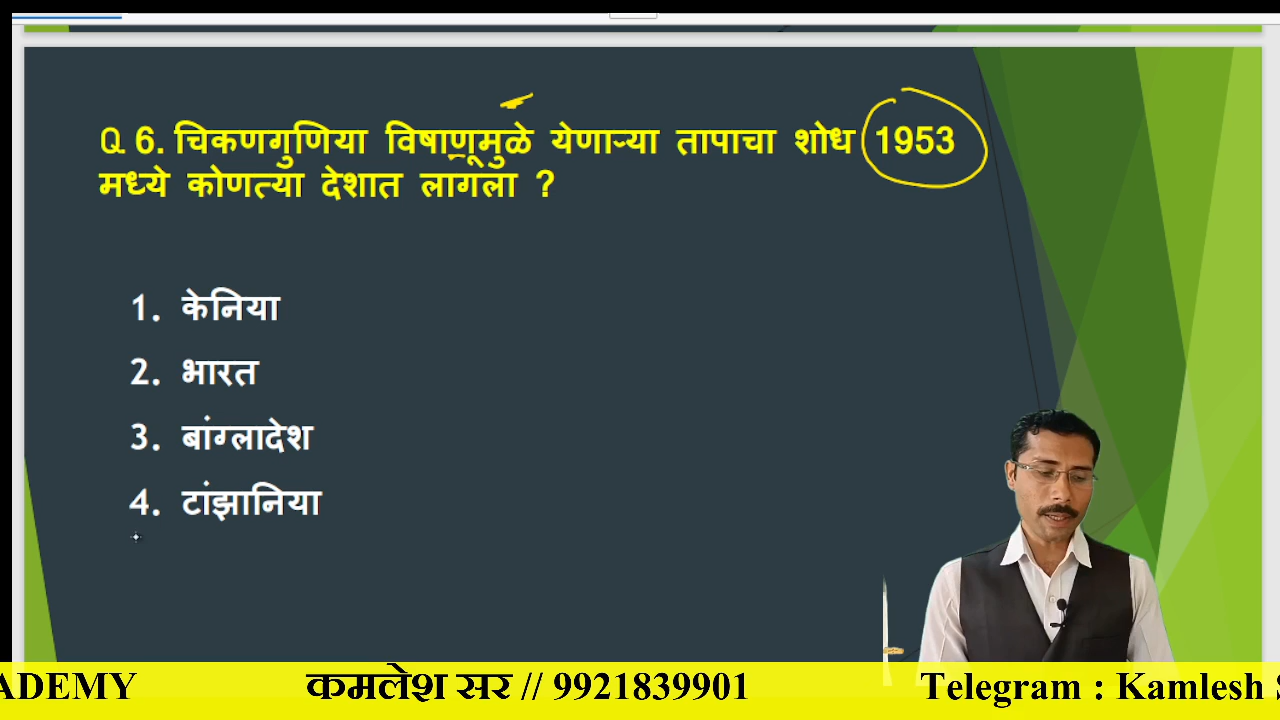 Q 6. चिकणगुणिया विषाणूमुळे येणाऱ्या तापाचा शोध 1953
मध्ये कोणत्या देशात लागला ?
1. केनिया
2. भारत
3. बांग्लादेश
4. टांझानिया
ADEMY कमलेश सर // 9921839901 Telegram : Kamlesh S